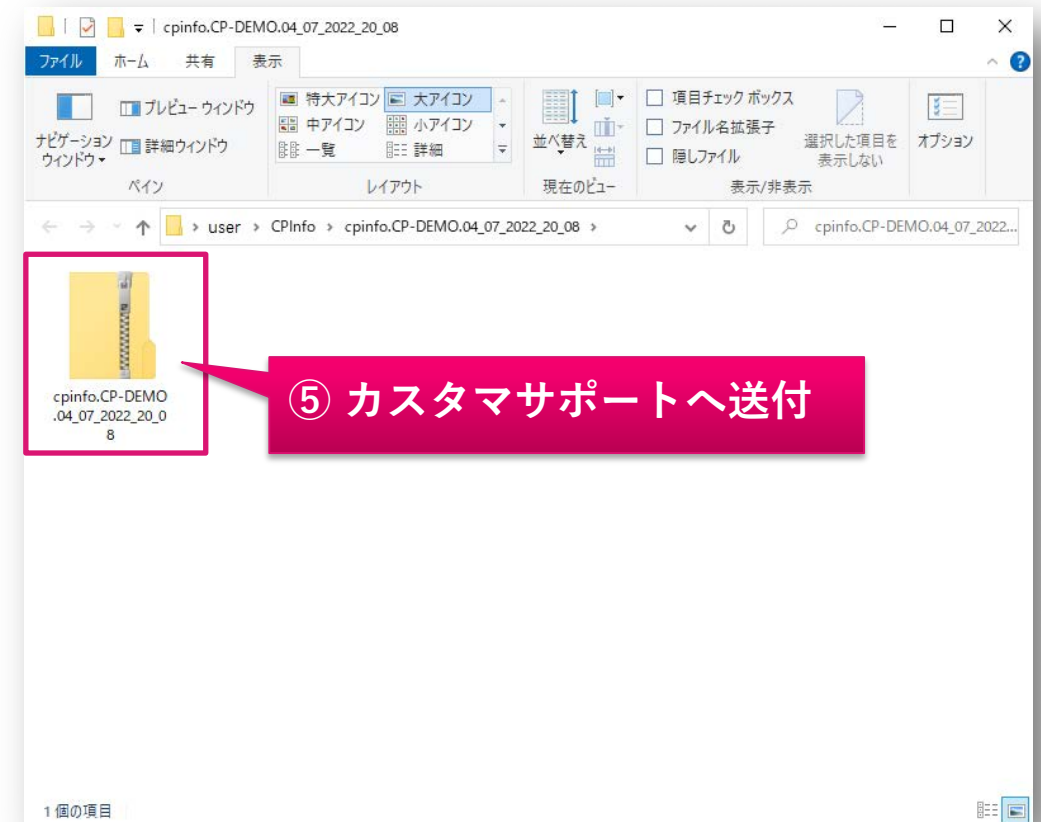 cpinfo.CP-DEMO.04_07_2022_20_08
ファイル ホーム 共有 表示
ナビゲーション
ウィンドウ
プレビュー ウィンドウ
詳細ウィンドウ
ペイン
特大アイコン 大アイコン
中アイコン 小アイコン
一覧 詳細
レイアウト
並べ替え
現在のビュー
項目チェック ボックス
ファイル名拡張子
隠しファイル
選択した項目を
表示しない
表示/非表示
オプション
user › CPInfo › cpinfo.CP-DEMO.04_07_2022_20_08 ›
cpinfo.CP-DEMO.04_07_2022...
cpinfo.CP-DEMO
.04_07_2022_20_0
8
⑤ カスタマサポートへ送付
1 個の項目